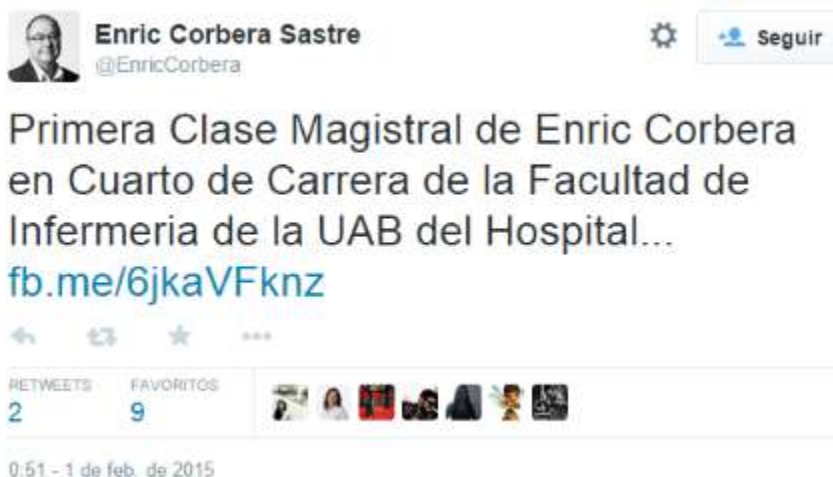 Enric Corbera Sastre
@EnricCorbera
Seguir
Primera Clase Magistral de Enric Corbera
en Cuarto de Carrera de la Facultad de
Infermeria de la UAB del Hospital...
fb.me/6jkaVFknz
RETWEETS
FAVORITOS
2
9
0:51 - 1 de feb. de 2015